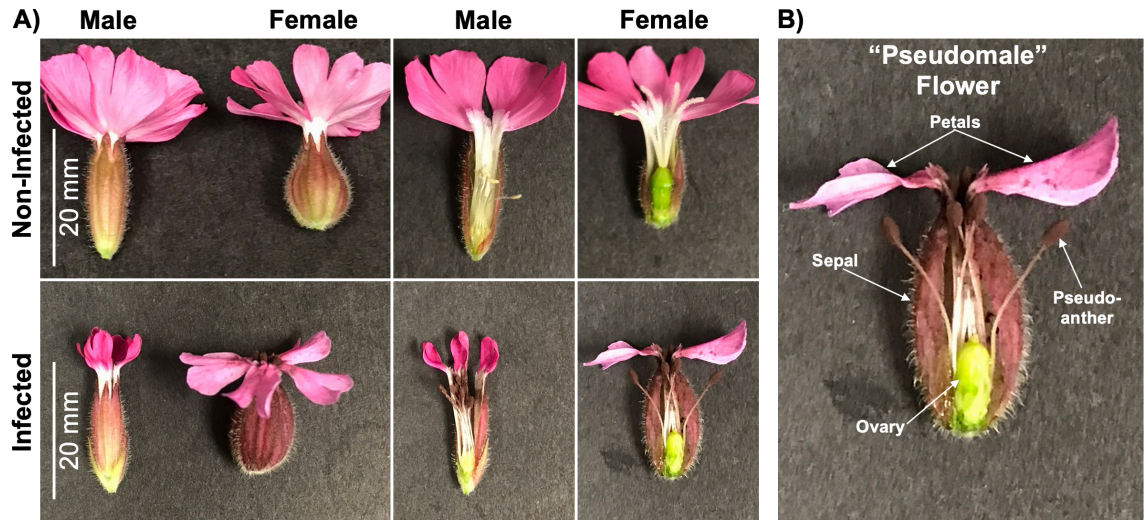 A)
Male
Female
Male
Female
Non-Infected
20 mm
Infected
20 mm
B)
“Pseudomale”
Flower
Petals
Sepal
Pseudo-
anther
Ovary